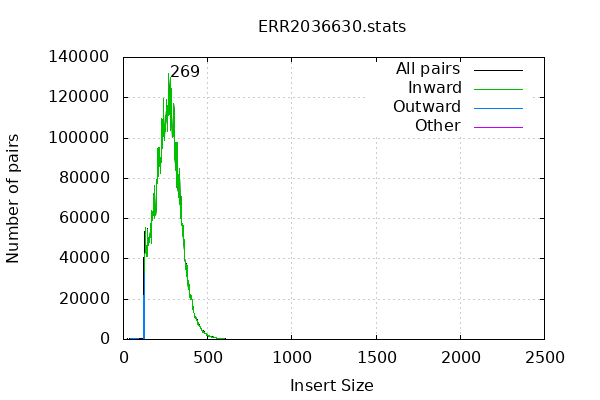 ERR2036630.stats
Number of pairs
140000
120000
100000
80000
60000
40000
20000
0
269
All pairs
Inward
Outward
Other
0 500 1000 1500 2000 2500
Insert Size